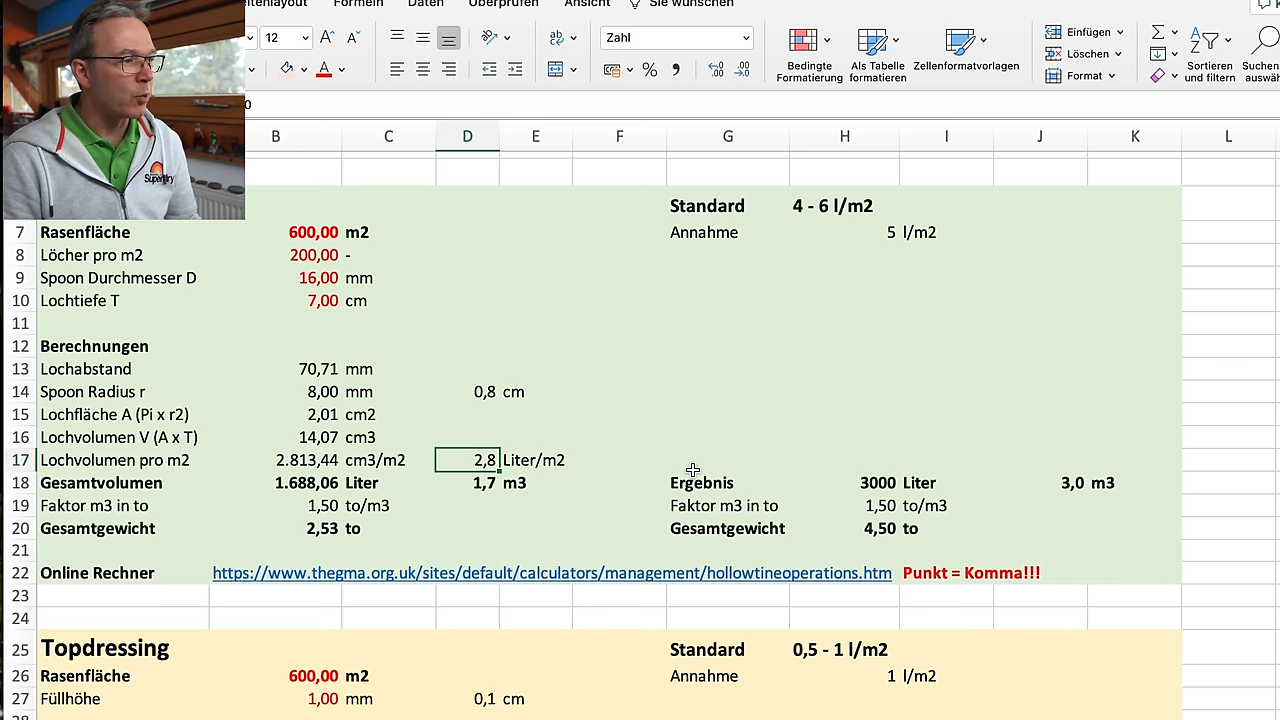 eitenlayout Formeln Daten Überprüfen Ansicht Sie wünschen
12 A A Zahl Einfügen
Löschen
Format
Bedingte Formatierung Als Tabelle formatieren Zellenformatvorlagen Sortieren und filtern Suchen auswä
0
B C D E F G H I J K L
Superdry
Standard 4 - 6 l/m2
7 Rasenfläche 600,00 m2 Annahme 5 l/m2
8 Löcher pro m2 200,00 -
9 Spoon Durchmesser D 16,00 mm
10 Lochtiefe T 7,00 cm
11
12 Berechnungen
13 Lochabstand 70,71 mm
14 Spoon Radius r 8,00 mm 0,8 cm
15 Lochfläche A (Pi x r2) 2,01 cm2
16 Lochvolumen V (A x T) 14,07 cm3
17 Lochvolumen pro m2 2.813,44 cm3/m2 2,8 Liter/m2
18 Gesamtvolumen 1.688,06 Liter 1,7 m3 Ergebnis 3000 Liter 3,0 m3
19 Faktor m3 in to 1,50 to/m3 Faktor m3 in to 1,50 to/m3
20 Gesamtgewicht 2,53 to Gesamtgewicht 4,50 to
21
22 Online Rechner https://www.thegma.org.uk/sites/default/calculators/management/hollowtineoperations.htm Punkt = Komma!!!
23
24
25 Topdressing Standard 0,5 - 1 l/m2
26 Rasenfläche 600,00 m2 Annahme 1 l/m2
27 Füllhöhe 1,00 mm 0,1 cm